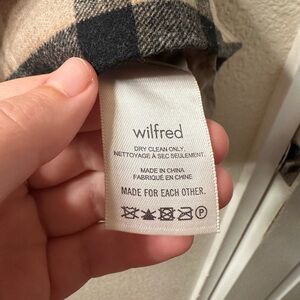 wilfred
DRY CLEAN ONLY.
NETTOYAGE À SEC SEULEMENT.
MADE IN CHINA
FABRIQUÉ EN CHINE
MADE FOR EACH OTHER.
P